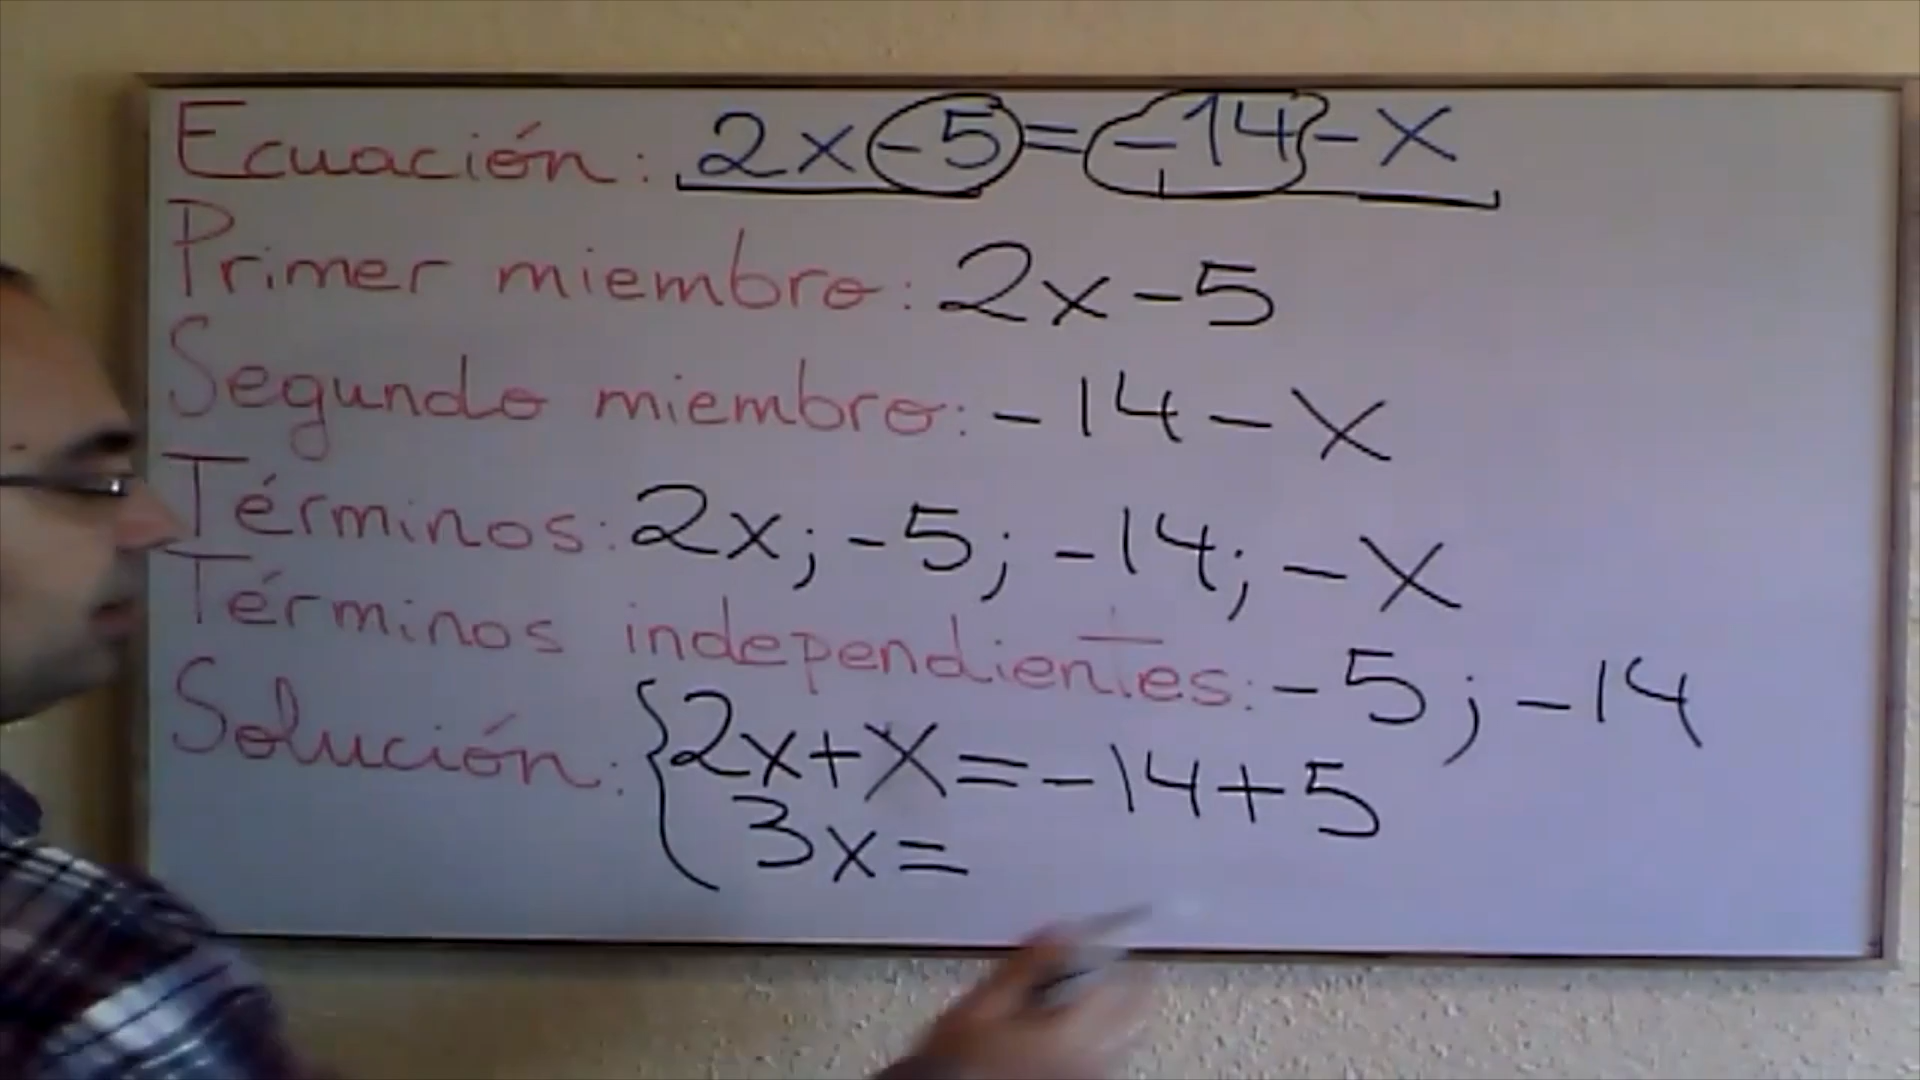 Ecuación: 2x-5=-14-x
Primer miembro: 2x-5
Segundo miembro: -14-x
Términos: 2x; -5; -14; -x
Términos independientes: -5; -14
Solución: {2x+x=-14+5
3x=